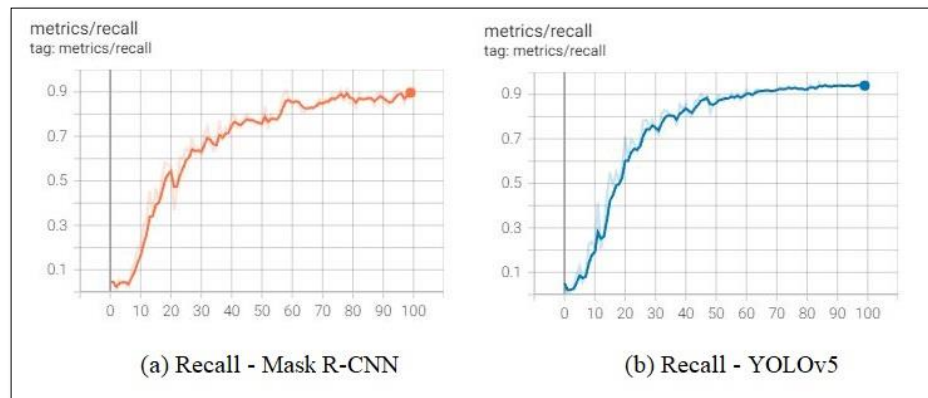 metrics/recall
tag: metrics/recall
0.9
0.7
0.5
0.3
0.1
0 10 20 30 40 50 60 70 80 90 100
(a) Recall - Mask R-CNN
metrics/recall
tag: metrics/recall
0.9
0.7
0.5
0.3
0.1
0 10 20 30 40 50 60 70 80 90 100
(b) Recall - YOLOv5